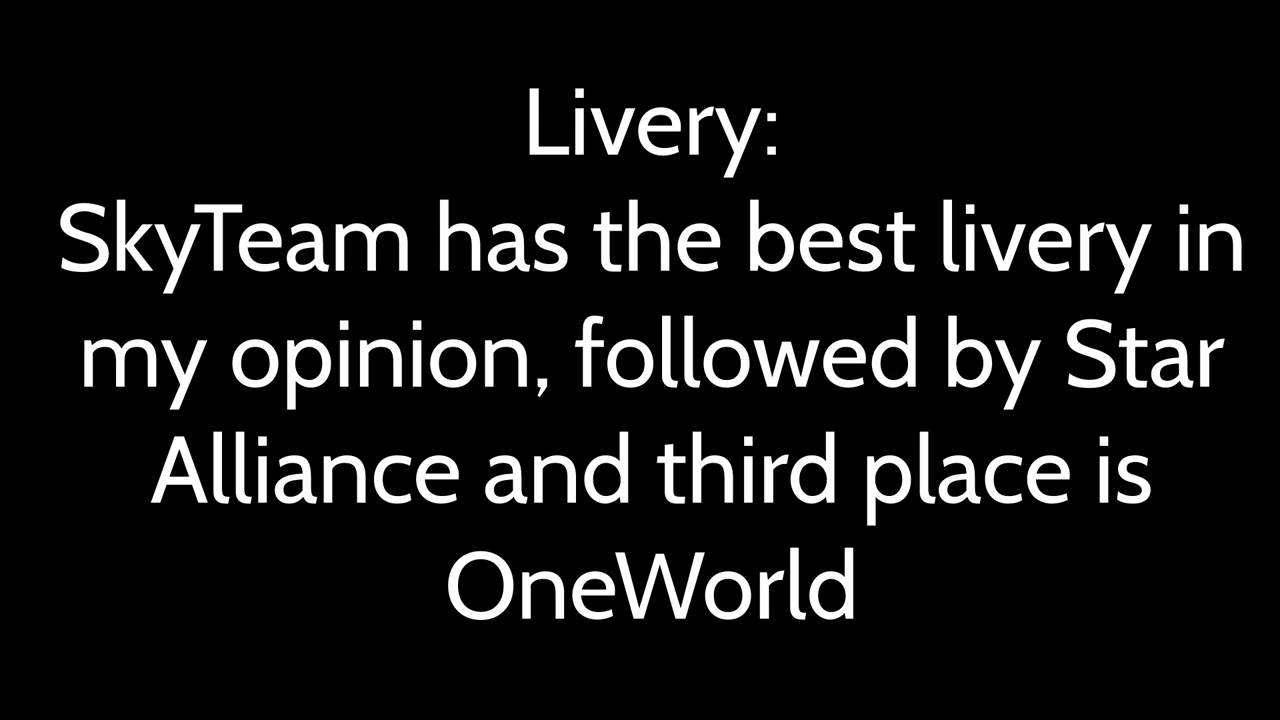 Livery:
SkyTeam has the best livery in
my opinion, followed by Star
Alliance and third place is
OneWorld